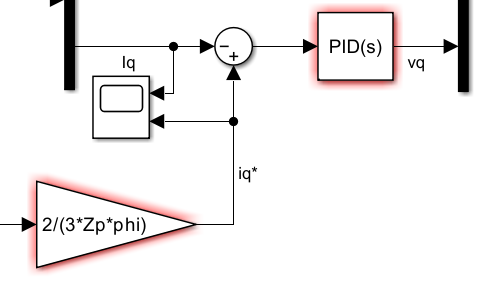 Iq
PID(s)
vq
iq*
2/(3*Zp*phi)